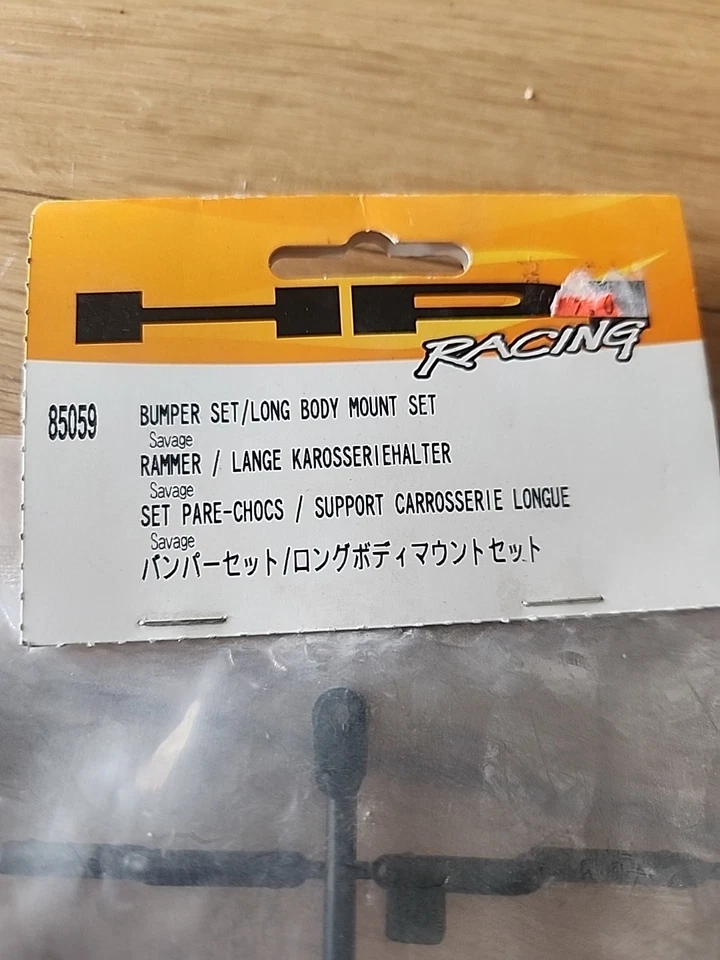 HPI
RACING
85059 BUMPER SET/LONG BODY MOUNT SET
Savage
RAMMER / LANGE KAROSSERIEHALTER
Savage
SET PARE-CHOCS / SUPPORT CARROSSERIE LONGUE
Savage
バンパーセット/ロングボディマウントセット